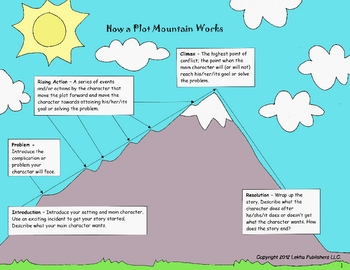 How a Plot Mountain Works
Climax – The highest point of
conflict; the point when the
main character will (or will not)
reach his/her/its goal or solve
the problem.
Rising Action – A series of events
and/or actions by the character that
move the plot forward and move the
character towards attaining his/her/its
goal or solving the problem.
Problem –
Introduce the
complication or
problem your
character will face.
Introduction – Introduce your setting and main character.
Use an exciting incident to get your story started.
Describe what your main character wants.
Resolution – Wrap up the
story. Describe what the
character does after
he/she/it does or doesn't get
what the character wants. How
does the story end?
Copyright 2012 Lekha Publishers LLC.
1